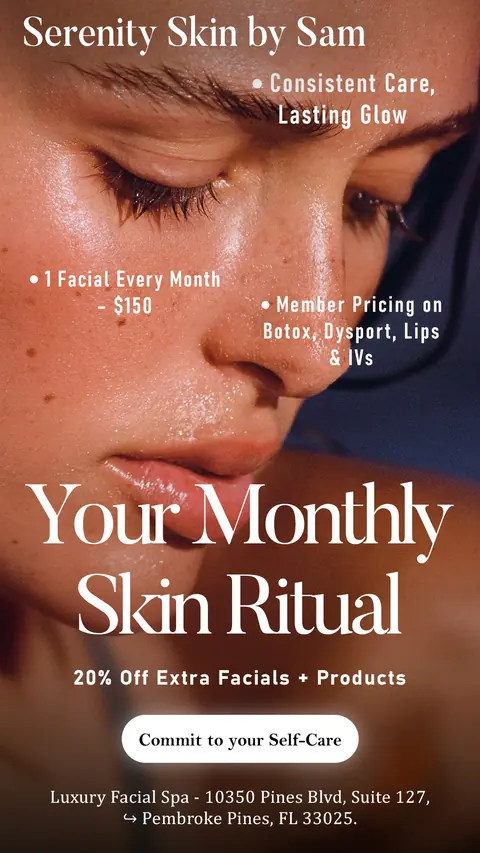 Serenity Skin by Sam
• Consistent Care,
Lasting Glow
• 1 Facial Every Month
- $150
• Member Pricing on
Botox, Dysport, Lips
& IVs
Your Monthly
Skin Ritual
20% Off Extra Facials + Products
Commit to your Self-Care
Luxury Facial Spa - 10350 Pines Blvd, Suite 127,
↪ Pembroke Pines, FL 33025.